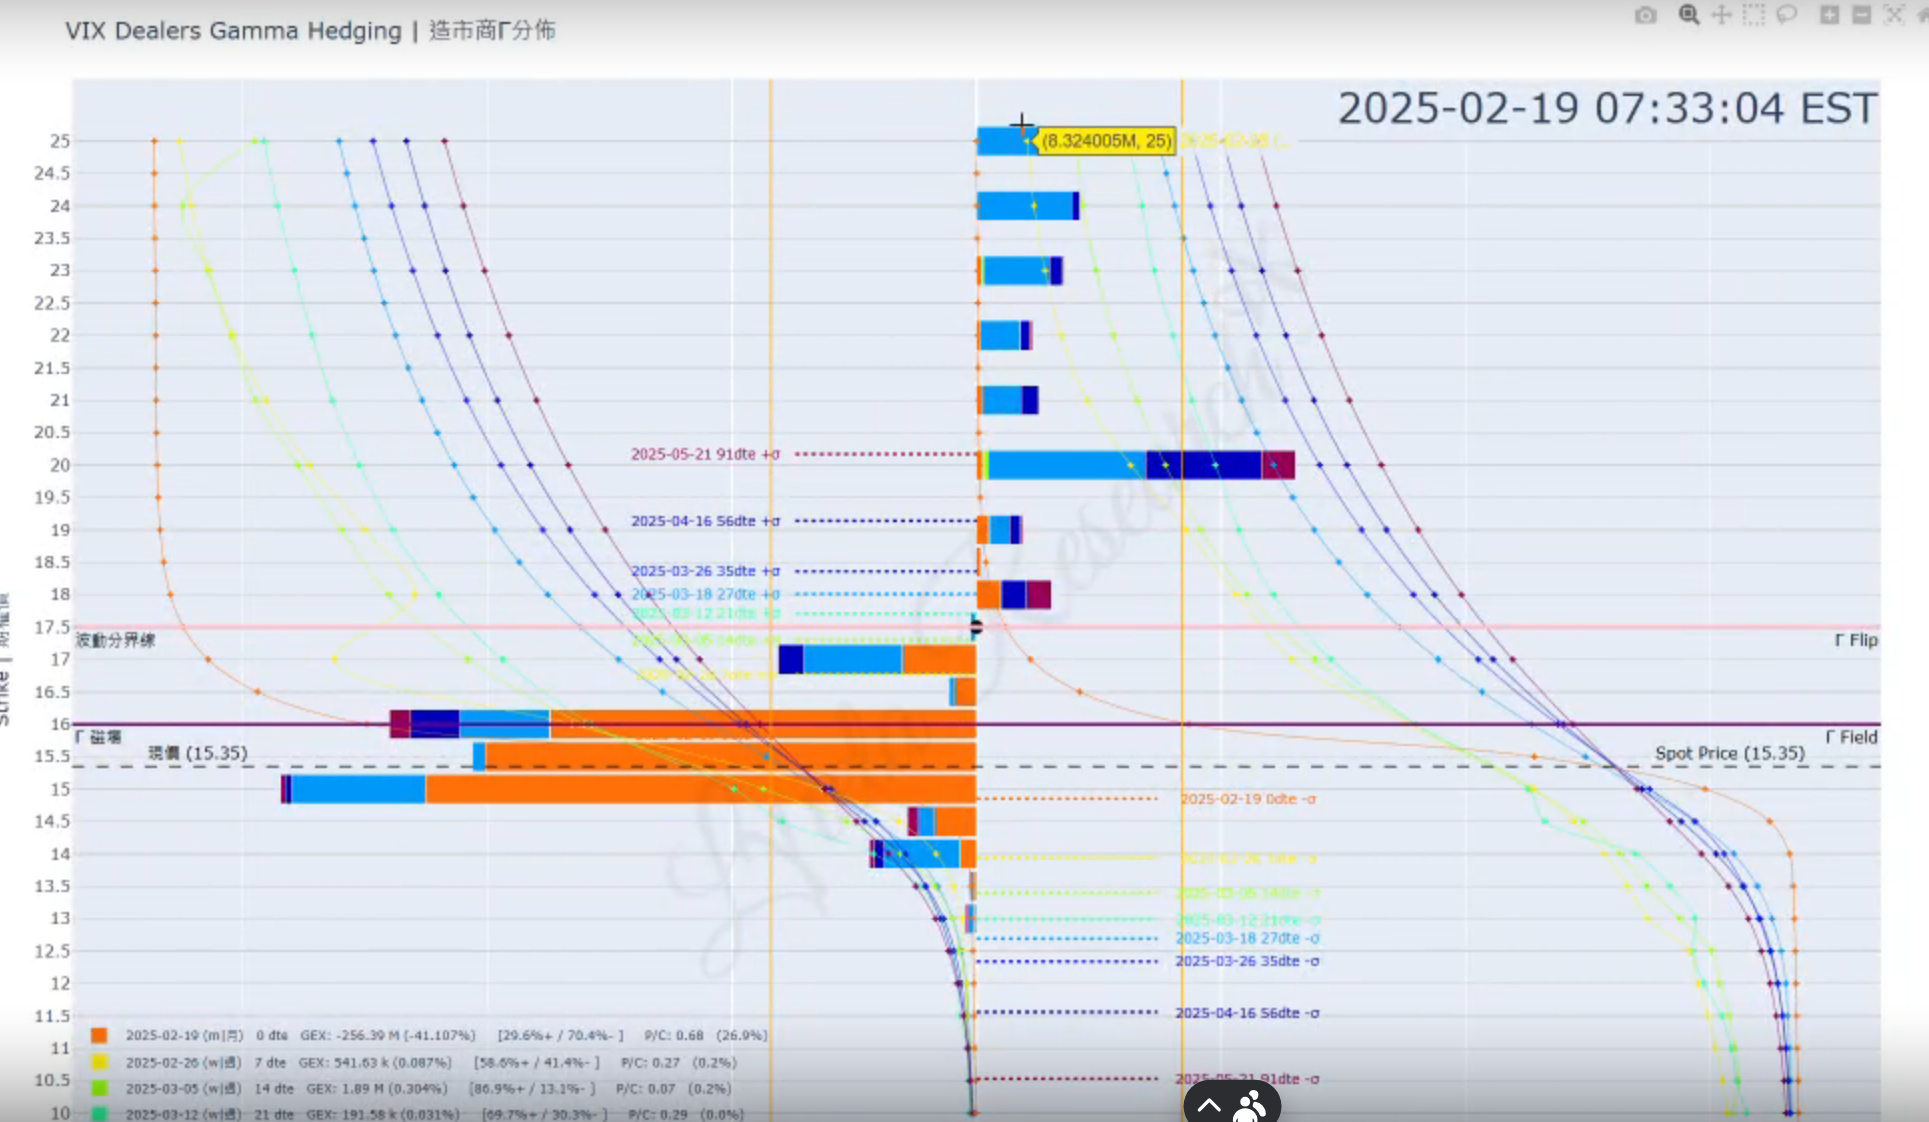 VIX Dealers Gamma Hedging | 造市商Γ分佈
2025-02-19 07:33:04 EST
(8.324005M, 25)
25
24.5
24
23.5
23
22.5
22
21.5
21
20.5
20
19.5
19
18.5
18
17.5
17
16.5
16
15.5
15
14.5
14
13.5
13
12.5
12
11.5
11
10.5
10
Strike |
2025-05-21 91dte +σ
2025-04-16 56dte +σ
2025-03-26 35dte +σ
2025-03-18 27dte +σ
2025-03-12 21dte +σ
波動分界線
Γ Flip
Γ 磁場
Γ Field
現價 (15.35)
Spot Price (15.35)
2025-02-19 0dte -σ
2025-02-26 7dte -σ
2025-03-05 14dte -σ
2025-03-12 21dte -σ
2025-03-18 27dte -σ
2025-03-26 35dte -σ
2025-04-16 56dte -σ
2025-05-21 91dte -σ
Research
2025-02-19 (m|月) 0 dte GEX: -256.39 M (-41.107%) [29.6%+ / 70.4%- ] P/C: 0.68 (26.9%)
2025-02-26 (w|週) 7 dte GEX: 541.63 k (0.087%) [58.6%+ / 41.4%- ] P/C: 0.27 (0.2%)
2025-03-05 (w|週) 14 dte GEX: 1.89 M (0.304%) [86.9%+ / 13.1%- ] P/C: 0.07 (0.2%)
2025-03-12 (w|週) 21 dte GEX: 191.58 k (0.031%) [69.7%+ / 30.3%- ] P/C: 0.29 (0.0%)